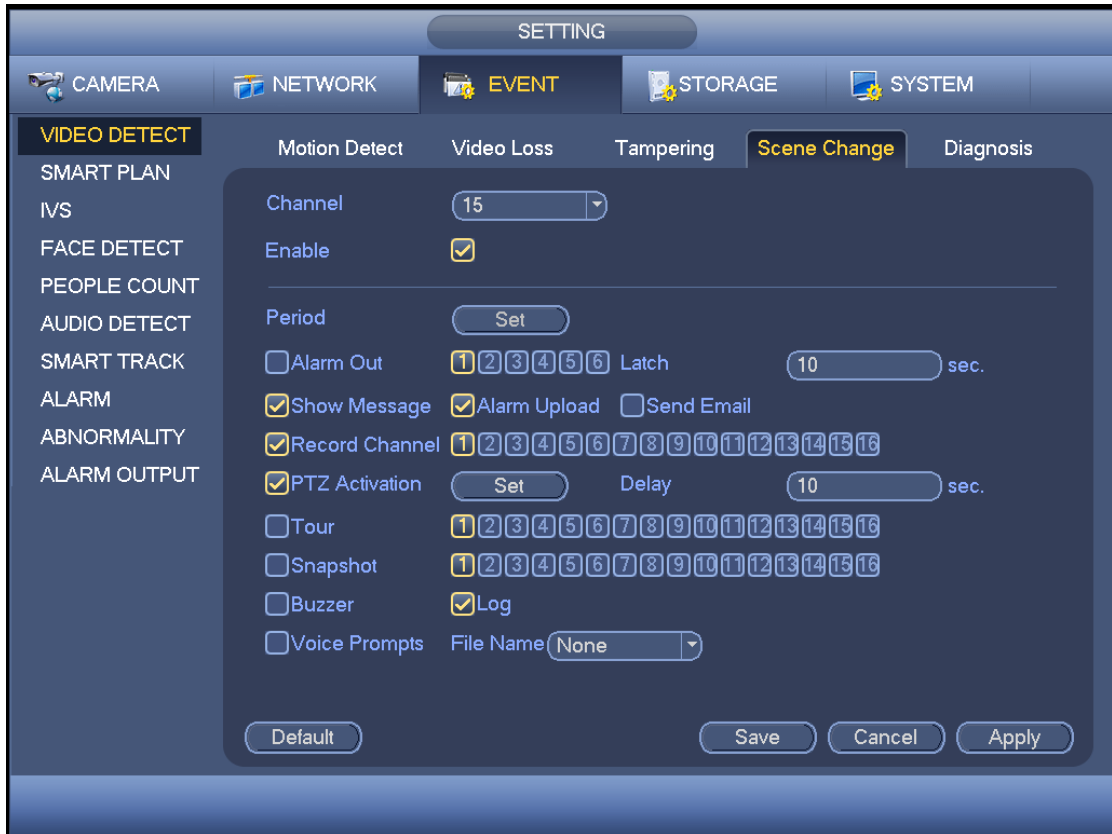 SETTING
CAMERA NETWORK EVENT STORAGE SYSTEM
VIDEO DETECT
SMART PLAN
IVS
FACE DETECT
PEOPLE COUNT
AUDIO DETECT
SMART TRACK
ALARM
ABNORMALITY
ALARM OUTPUT
Motion Detect Video Loss Tampering Scene Change Diagnosis
Channel 15
Enable
Period Set
Alarm Out 1 2 3 4 5 6 Latch 10 sec.
Show Message Alarm Upload Send Email
Record Channel 1 2 3 4 5 6 7 8 9 10 11 12 13 14 15 16
PTZ Activation Set Delay 10 sec.
Tour 1 2 3 4 5 6 7 8 9 10 11 12 13 14 15 16
Snapshot 1 2 3 4 5 6 7 8 9 10 11 12 13 14 15 16
Buzzer Log
Voice Prompts File Name None
Default Save Cancel Apply